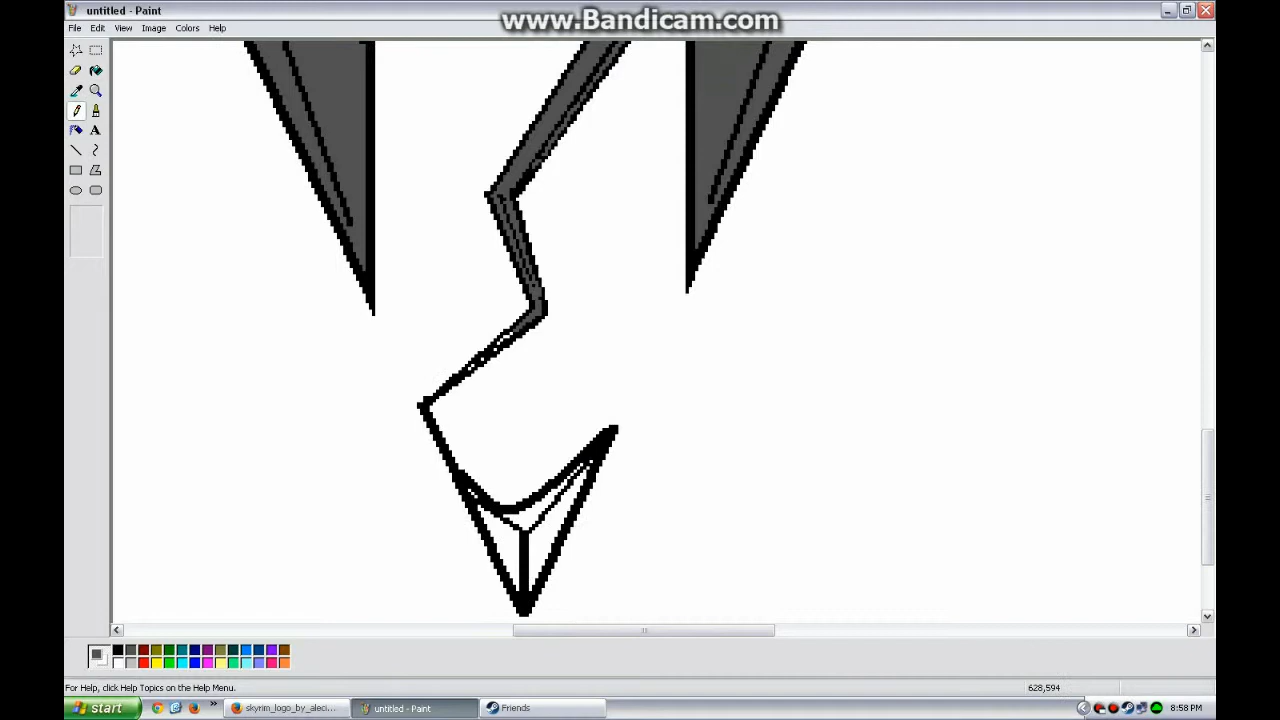 untitled - Paint
www.Bandicam.com
File Edit View Image Colors Help
A
For Help, click Help Topics on the Help Menu.
628,594
start
skyrim_logo_by_aleci...
untitled - Paint
Friends
8:58 PM